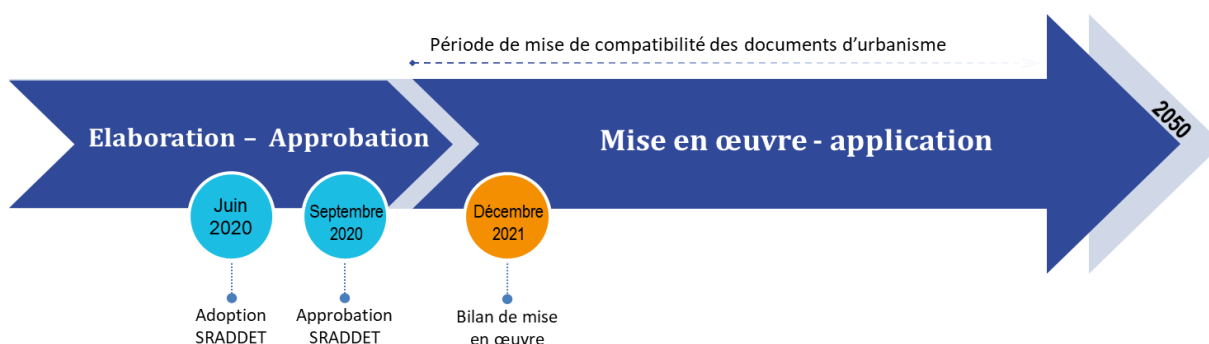 Période de mise de compatibilité des documents d'urbanisme
Elaboration – Approbation
Mise en œuvre - application
2050
Juin
2020
Septembre
2020
Décembre
2021
Adoption
SRADDET
Approbation
SRADDET
Bilan de mise
en œuvre